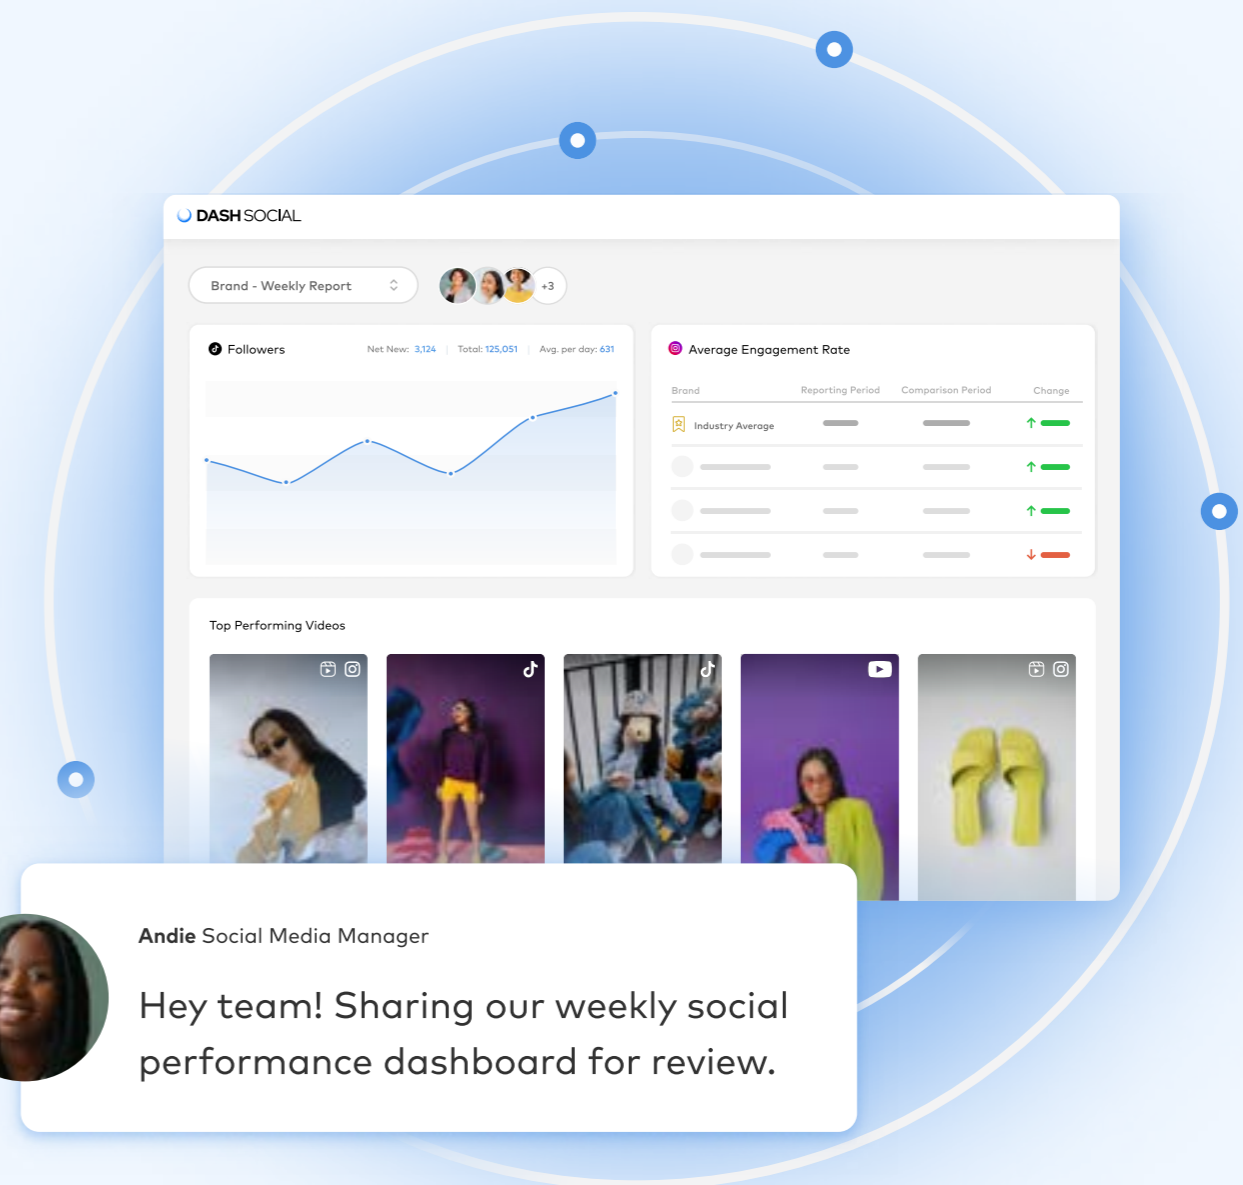 DASH SOCIAL
Brand - Weekly Report
+3
Followers
Net New: 3,124 | Total: 125,051 | Avg. per day: 631
Average Engagement Rate
Brand Reporting Period Comparison Period Change
Industry Average
Top Performing Videos
Andie Social Media Manager
Hey team! Sharing our weekly social
performance dashboard for review.